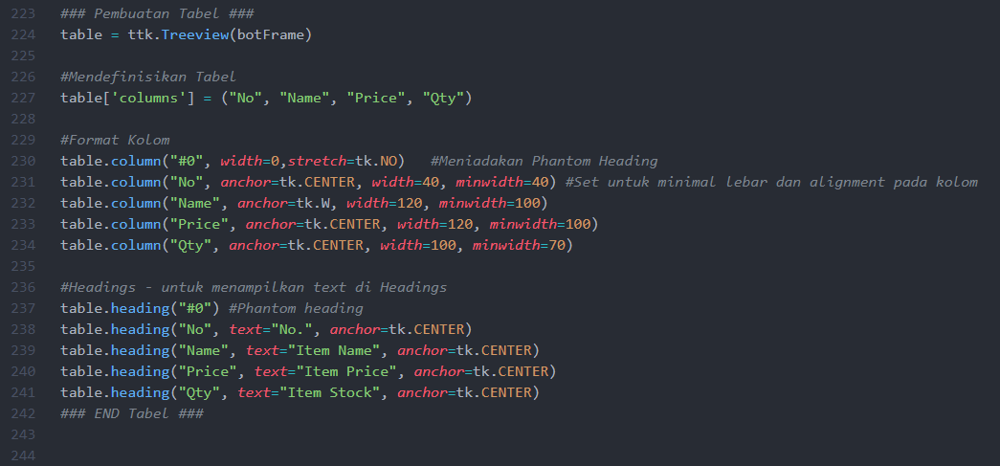 223 ### Pembuatan Tabel ###
224 table = ttk.Treeview(botFrame)
225
226 #Mendefinisikan Tabel
227 table['columns'] = ("No", "Name", "Price", "Qty")
228
229 #Format Kolom
230 table.column("#0", width=0,stretch=tk.NO)   #Meniadakan Phantom Heading
231 table.column("No", anchor=tk.CENTER, width=40, minwidth=40) #Set untuk minimal lebar dan alignment pada kolom
232 table.column("Name", anchor=tk.W, width=120, minwidth=100)
233 table.column("Price", anchor=tk.CENTER, width=120, minwidth=100)
234 table.column("Qty", anchor=tk.CENTER, width=100, minwidth=70)
235
236 #Headings - untuk menampilkan text di Headings
237 table.heading("#0") #Phantom heading
238 table.heading("No", text="No.", anchor=tk.CENTER)
239 table.heading("Name", text="Item Name", anchor=tk.CENTER)
240 table.heading("Price", text="Item Price", anchor=tk.CENTER)
241 table.heading("Qty", text="Item Stock", anchor=tk.CENTER)
242 ### END Tabel ###
243
244